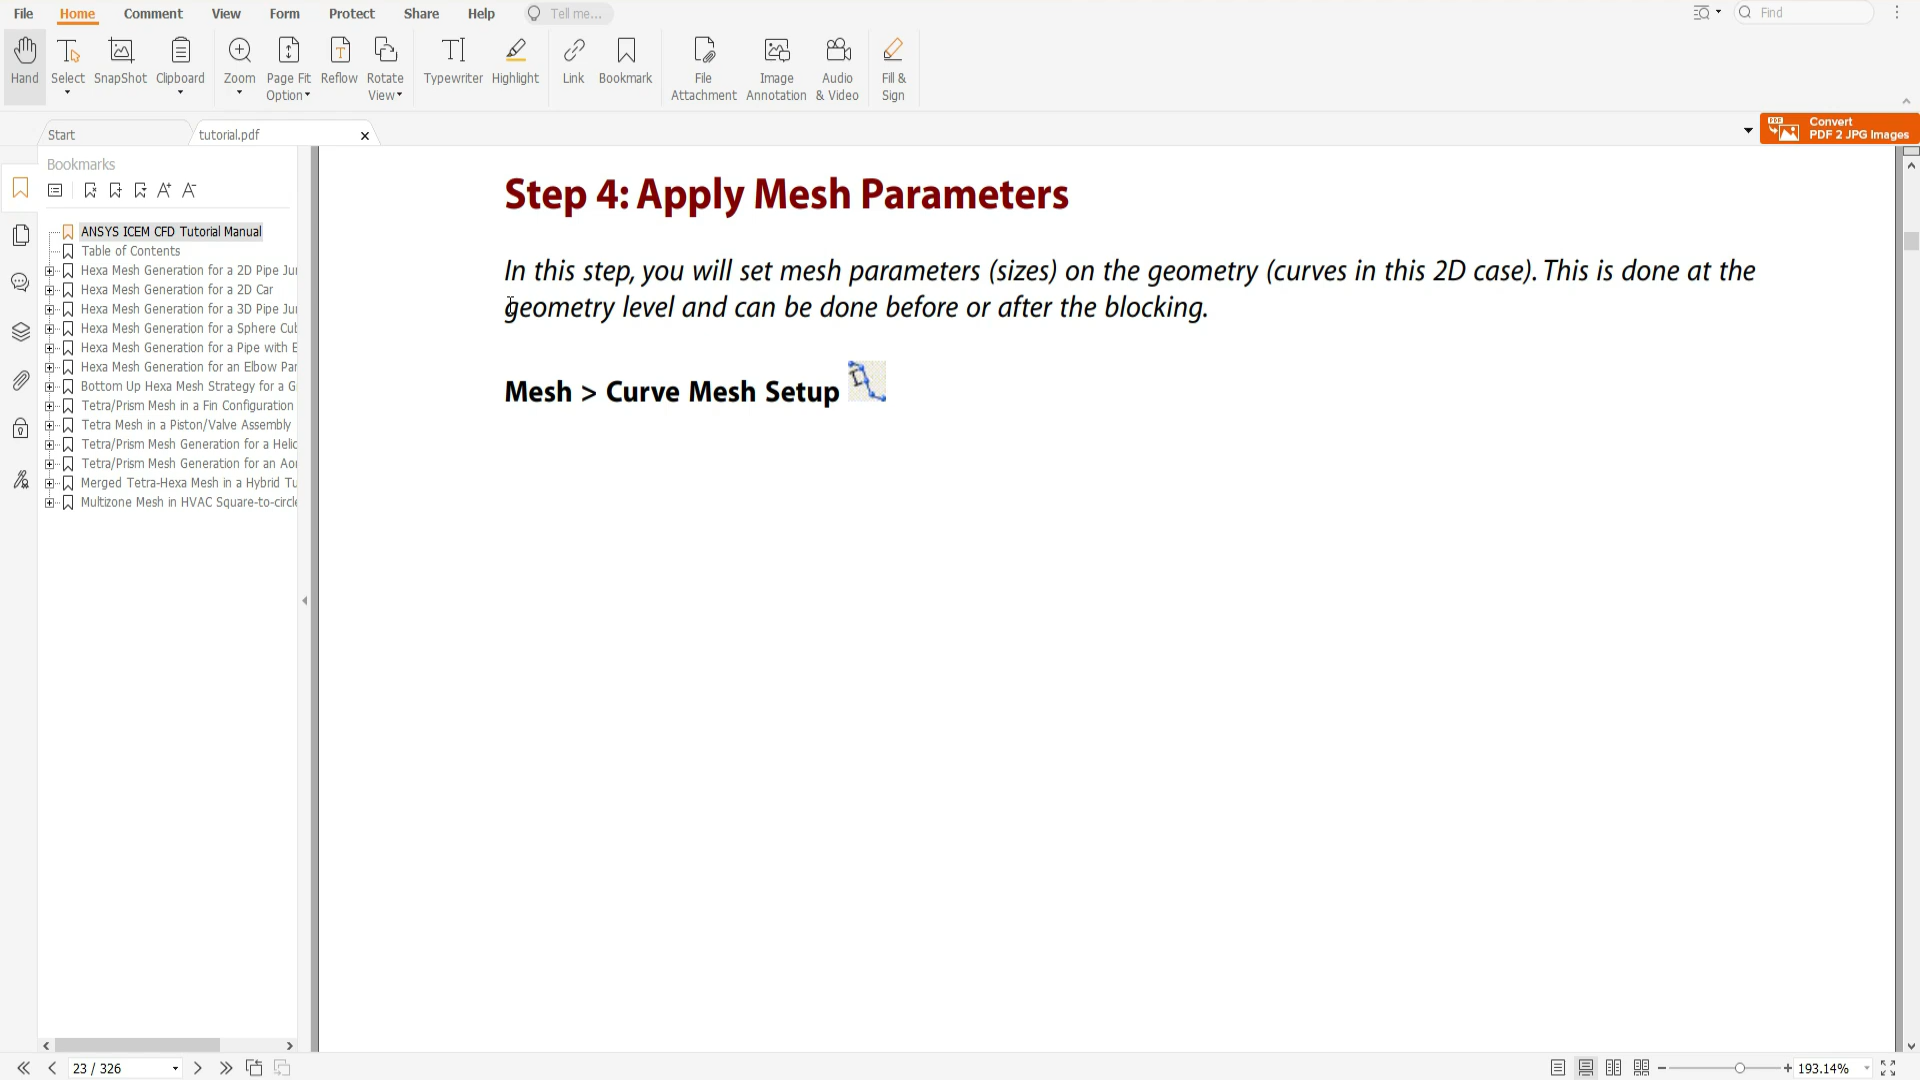 File Home Comment View Form Protect Share Help Tell me... Find
Hand Select SnapShot Clipboard Zoom Page Fit Option Reflow Rotate View Typewriter Highlight Link Bookmark File Attachment Image Annotation Audio & Video Fill & Sign
Start tutorial.pdf Convert
PDF 2 JPG Images
Bookmarks
ANSYS ICEM CFD Tutorial Manual
Table of Contents
Hexa Mesh Generation for a 2D Pipe Jun
Hexa Mesh Generation for a 2D Car
Hexa Mesh Generation for a 3D Pipe Jun
Hexa Mesh Generation for a Sphere Cub
Hexa Mesh Generation for a Pipe with E
Hexa Mesh Generation for an Elbow Par
Bottom Up Hexa Mesh Strategy for a G
Tetra/Prism Mesh in a Fin Configuration
Tetra Mesh in a Piston/Valve Assembly
Tetra/Prism Mesh Generation for a Helic
Tetra/Prism Mesh Generation for an Aor
Merged Tetra-Hexa Mesh in a Hybrid Tu
Multizone Mesh in HVAC Square-to-circle
Step 4: Apply Mesh Parameters
In this step, you will set mesh parameters (sizes) on the geometry (curves in this 2D case). This is done at the
geometry level and can be done before or after the blocking.
Mesh > Curve Mesh Setup
23 / 326 193.14%